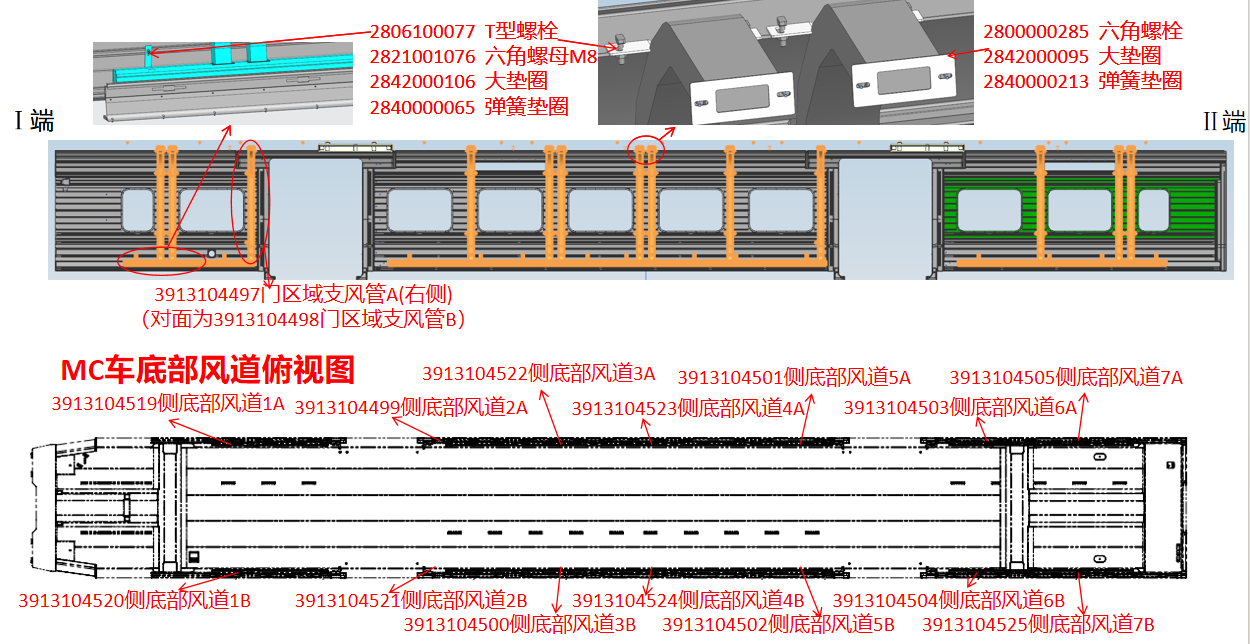 2806100077 T型螺栓
2821001076 六角螺母M8
2842000106 大垫圈
2840000065 弹簧垫圈
2800000285 六角螺栓
2842000095 大垫圈
2840000213 弹簧垫圈
Ⅰ端
Ⅱ端
3913104497门区域支风管A(右侧)
（对面为3913104498门区域支风管B）
MC车底部风道俯视图
3913104522侧底部风道3A
3913104501侧底部风道5A
3913104505侧底部风道7A
3913104519侧底部风道1A
3913104499侧底部风道2A
3913104523侧底部风道4A
3913104503侧底部风道6A
3913104520侧底部风道1B
3913104521侧底部风道2B
3913104524侧底部风道4B
3913104504侧底部风道6B
3913104500侧底部风道3B
3913104502侧底部风道5B
3913104525侧底部风道7B